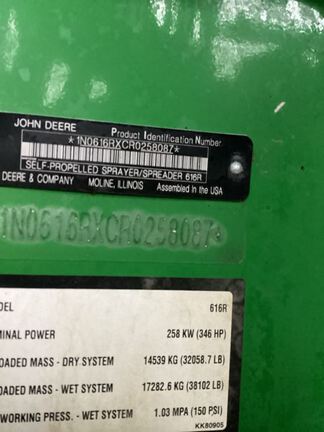 JOHN DEERE
Product Identification Number
*1N0616RXCR0258087*
SELF-PROPELLED SPRAYER/SPREADER 616R
DEERE & COMPANY MOLINE, ILLINOIS Assembled in the USA
1N0616RXCR0258087*
DEL 616R
MINAL POWER 258 KW (346 HP)
OADED MASS - DRY SYSTEM 14539 KG (32058.7 LB)
OADED MASS - WET SYSTEM 17282.6 KG (38102 LB)
WORKING PRESS. - WET SYSTEM 1.03 MPA (150 PSI)
KK80905